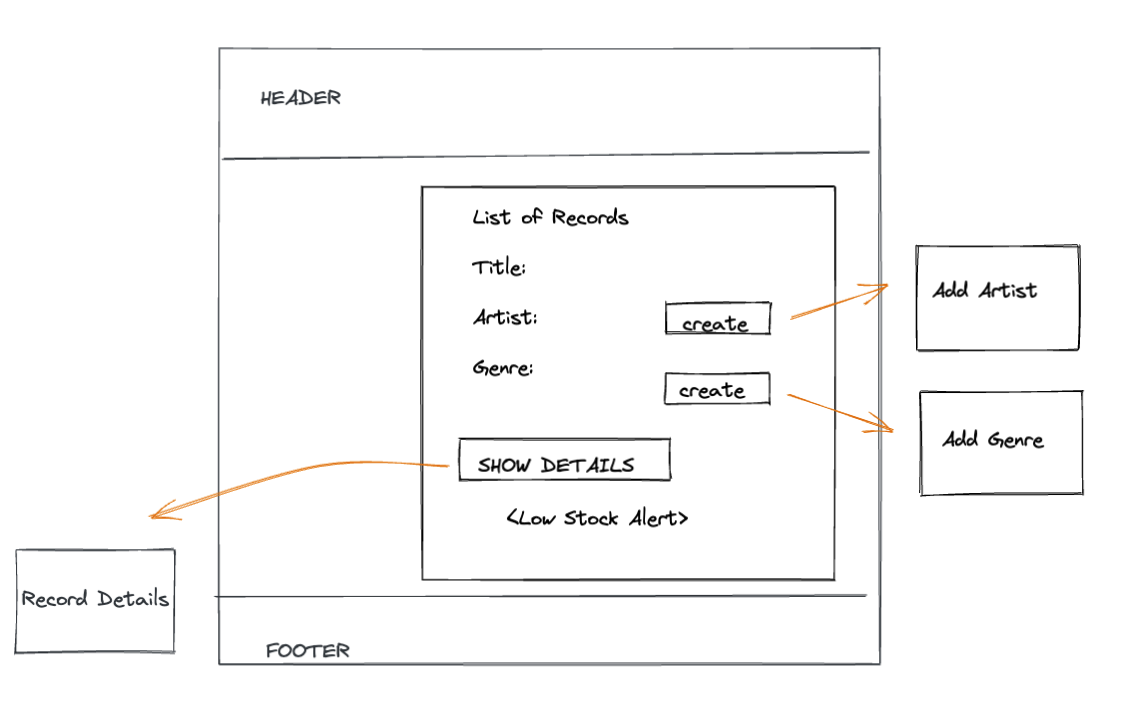 HEADER
List of Records
Title:
Artist:
create
Genre:
create
SHOW DETAILS
<Low Stock Alert>
Add Artist
Add Genre
Record Details
FOOTER